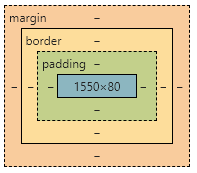 margin –
border –
padding –
– – – 1550×80 – – –
–
–
–